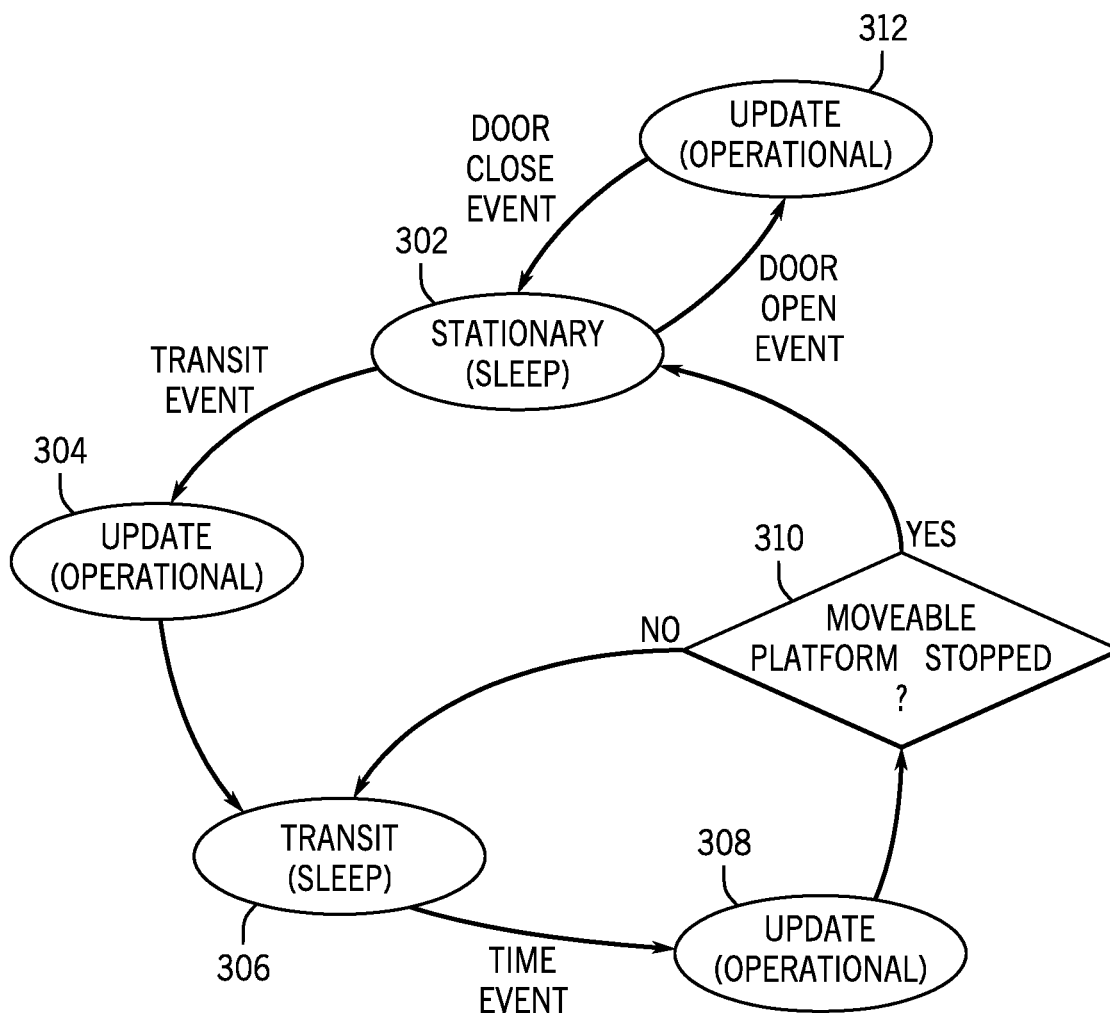 312
UPDATE
(OPERATIONAL)
DOOR
CLOSE
EVENT
302
DOOR
OPEN
EVENT
STATIONARY
(SLEEP)
TRANSIT
EVENT
304
UPDATE
(OPERATIONAL)
310
YES
NO
MOVEABLE
PLATFORM STOPPED
?
TRANSIT
(SLEEP)
306
308
TIME
EVENT
UPDATE
(OPERATIONAL)